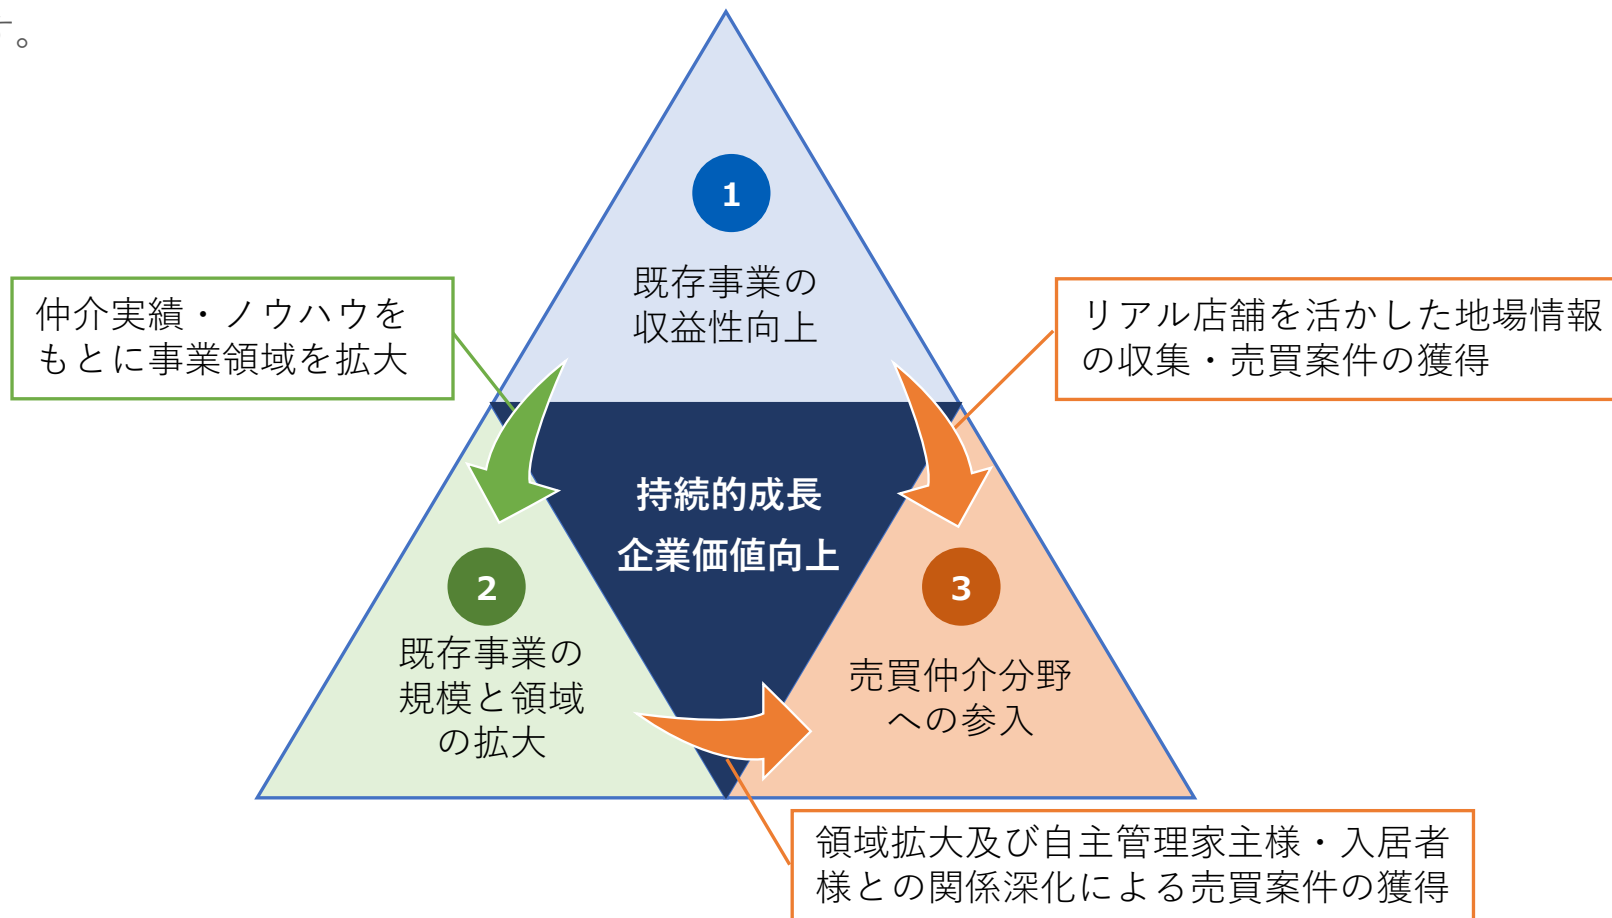 す。
1
既存事業の
収益性向上
仲介実績・ノウハウを
もとに事業領域を拡大
リアル店舗を活かした地場情報
の収集・売買案件の獲得
持続的成長
企業価値向上
2
既存事業の
規模と領域
の拡大
3
売買仲介分野
への参入
領域拡大及び自主管理家主様・入居者
様との関係深化による売買案件の獲得